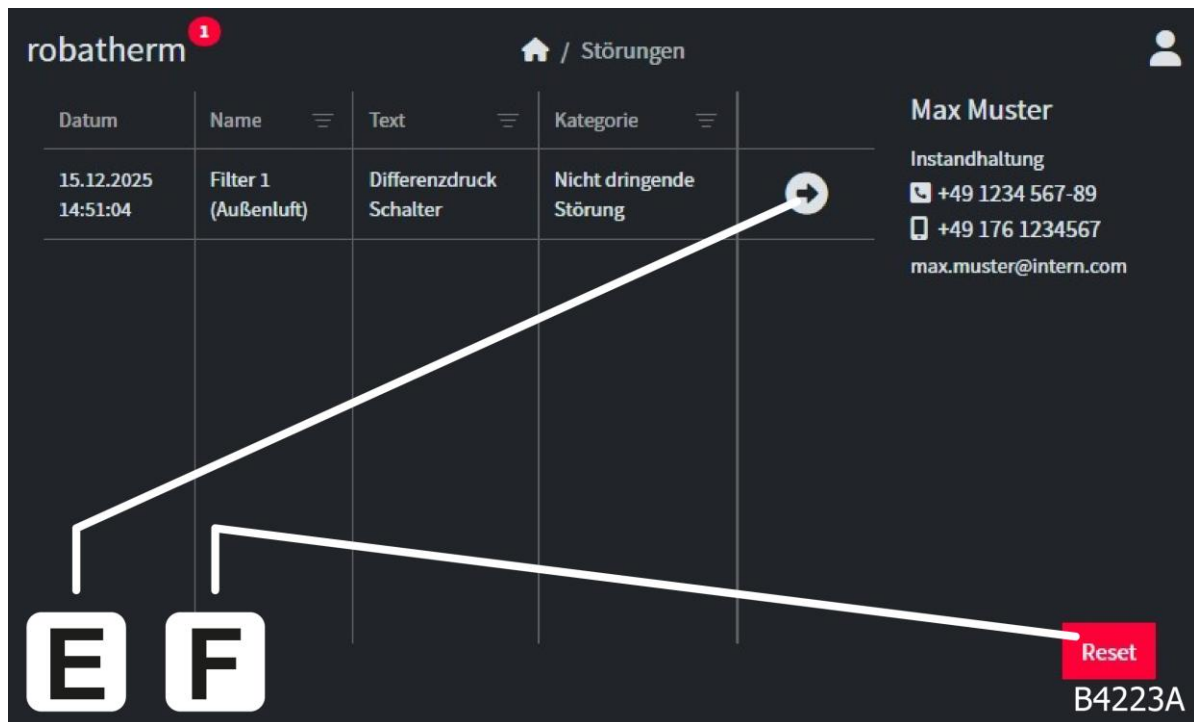 robatherm 1
/ Störungen
Datum Name Text Kategorie
15.12.2025 Filter 1 Differenzdruck Nicht dringende
14:51:04 (Außenluft) Schalter Störung
Max Muster
Instandhaltung
+49 1234 567-89
+49 176 1234567
max.muster@intern.com
E F
Reset
B4223A